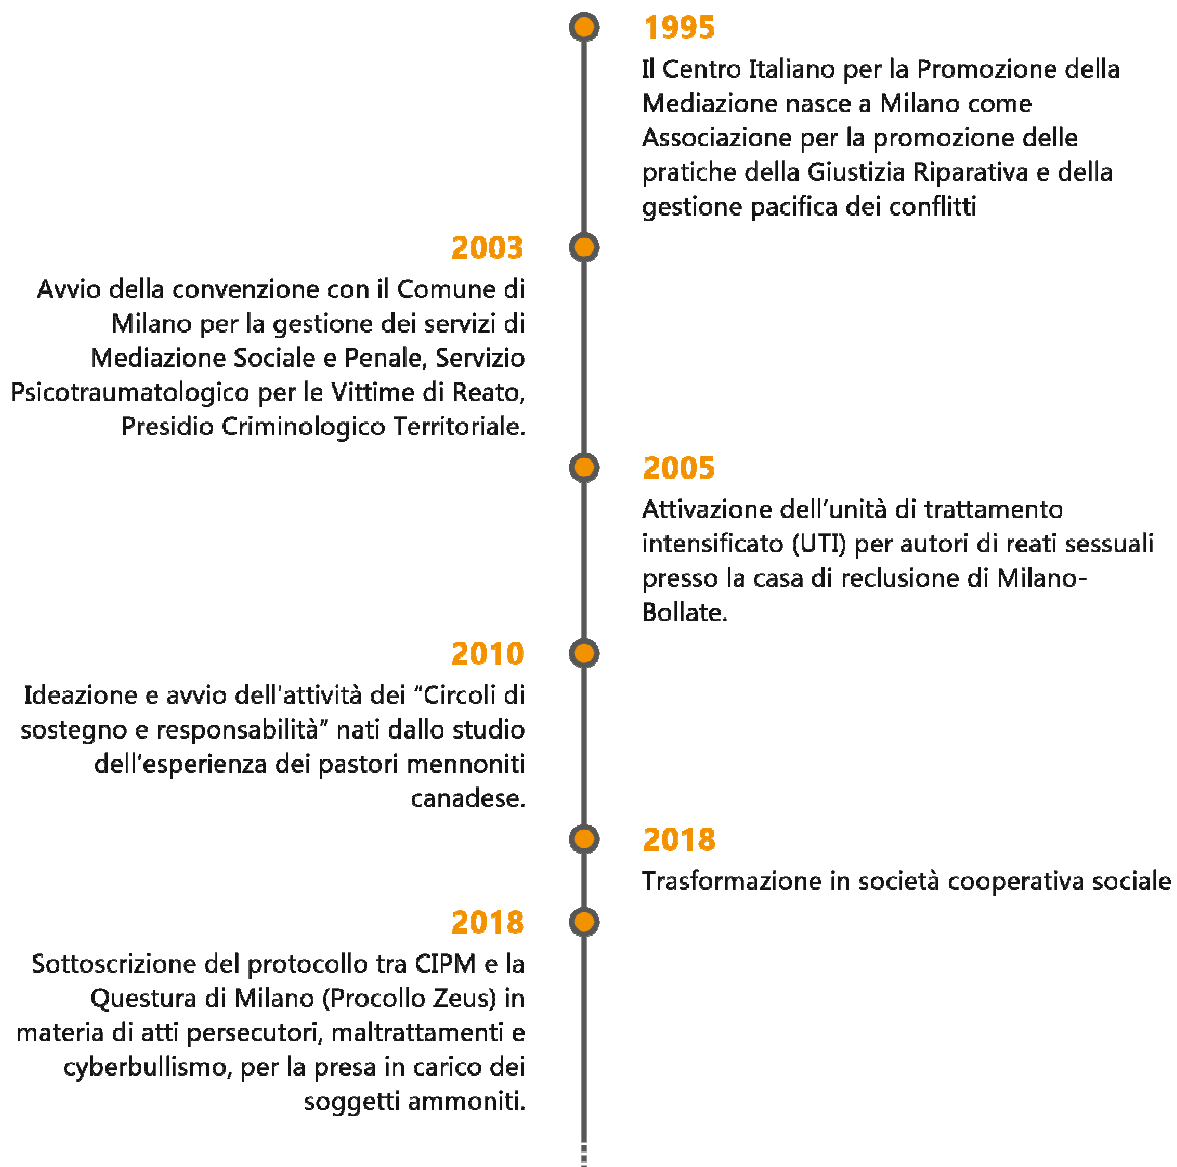 1995
Il Centro Italiano per la Promozione della
Mediazione nasce a Milano come
Associazione per la promozione delle
pratiche della Giustizia Riparativa e della
gestione pacifica dei conflitti
2003
Avvio della convenzione con il Comune di
Milano per la gestione dei servizi di
Mediazione Sociale e Penale, Servizio
Psicotraumatologico per le Vittime di Reato,
Presidio Criminologico Territoriale.
2005
Attivazione dell’unità di trattamento
intensificato (UTI) per autori di reati sessuali
presso la casa di reclusione di Milano-
Bollate.
2010
Ideazione e avvio dell'attività dei “Circoli di
sostegno e responsabilità” nati dallo studio
dell’esperienza dei pastori mennoniti
canadese.
2018
Trasformazione in società cooperativa sociale
2018
Sottoscrizione del protocollo tra CIPM e la
Questura di Milano (Procollo Zeus) in
materia di atti persecutori, maltrattamenti e
cyberbullismo, per la presa in carico dei
soggetti ammoniti.